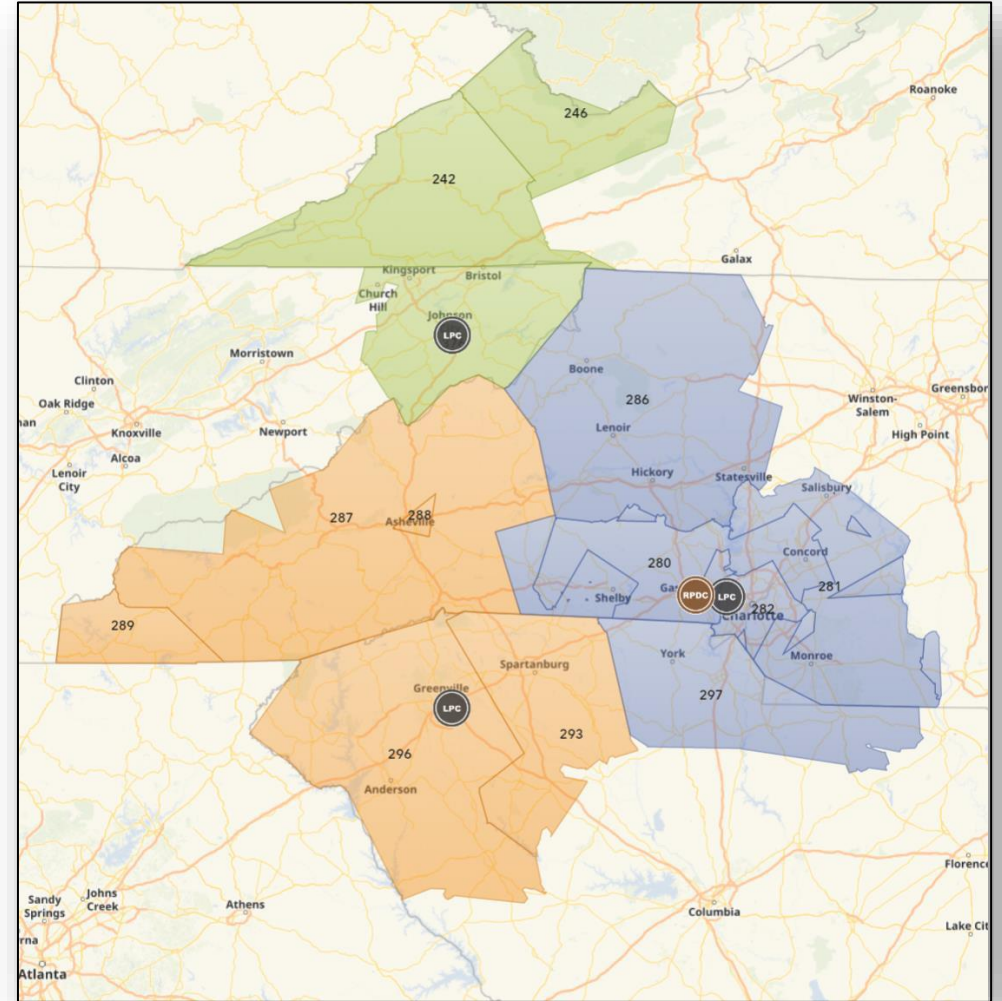 Roanoke
246
242
Galax
Kingsport
Bristol
Church
Hill
Johnson
LPC
Morristown
Boone
Clinton
286
Greensbor
Oak Ridge
Winston-
Salem
Knoxville
Newport
Lenoir
High Point
Alcoa
Lenoir
City
Hickory
Statesville
Salisbury
287
288
Asheville
Concord
280
281
Shelby
Ga
RPDC
LPC
282
Charlotte
289
York
Monroe
Spartanburg
Greenville
297
LPC
293
296
Anderson
Florence
Johns
Creek
Sandy
Springs
Athens
Columbia
Lake Cit
rna
Atlanta